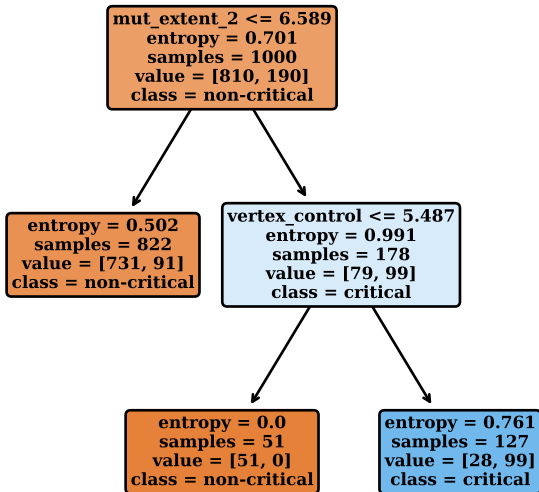 mut_extent_2 <= 6.589
entropy = 0.701
samples = 1000
value = [810, 190]
class = non-critical
entropy = 0.502
samples = 822
value = [731, 91]
class = non-critical
vertex_control <= 5.487
entropy = 0.991
samples = 178
value = [79, 99]
class = critical
entropy = 0.0
samples = 51
value = [51, 0]
class = non-critical
entropy = 0.761
samples = 127
value = [28, 99]
class = critical